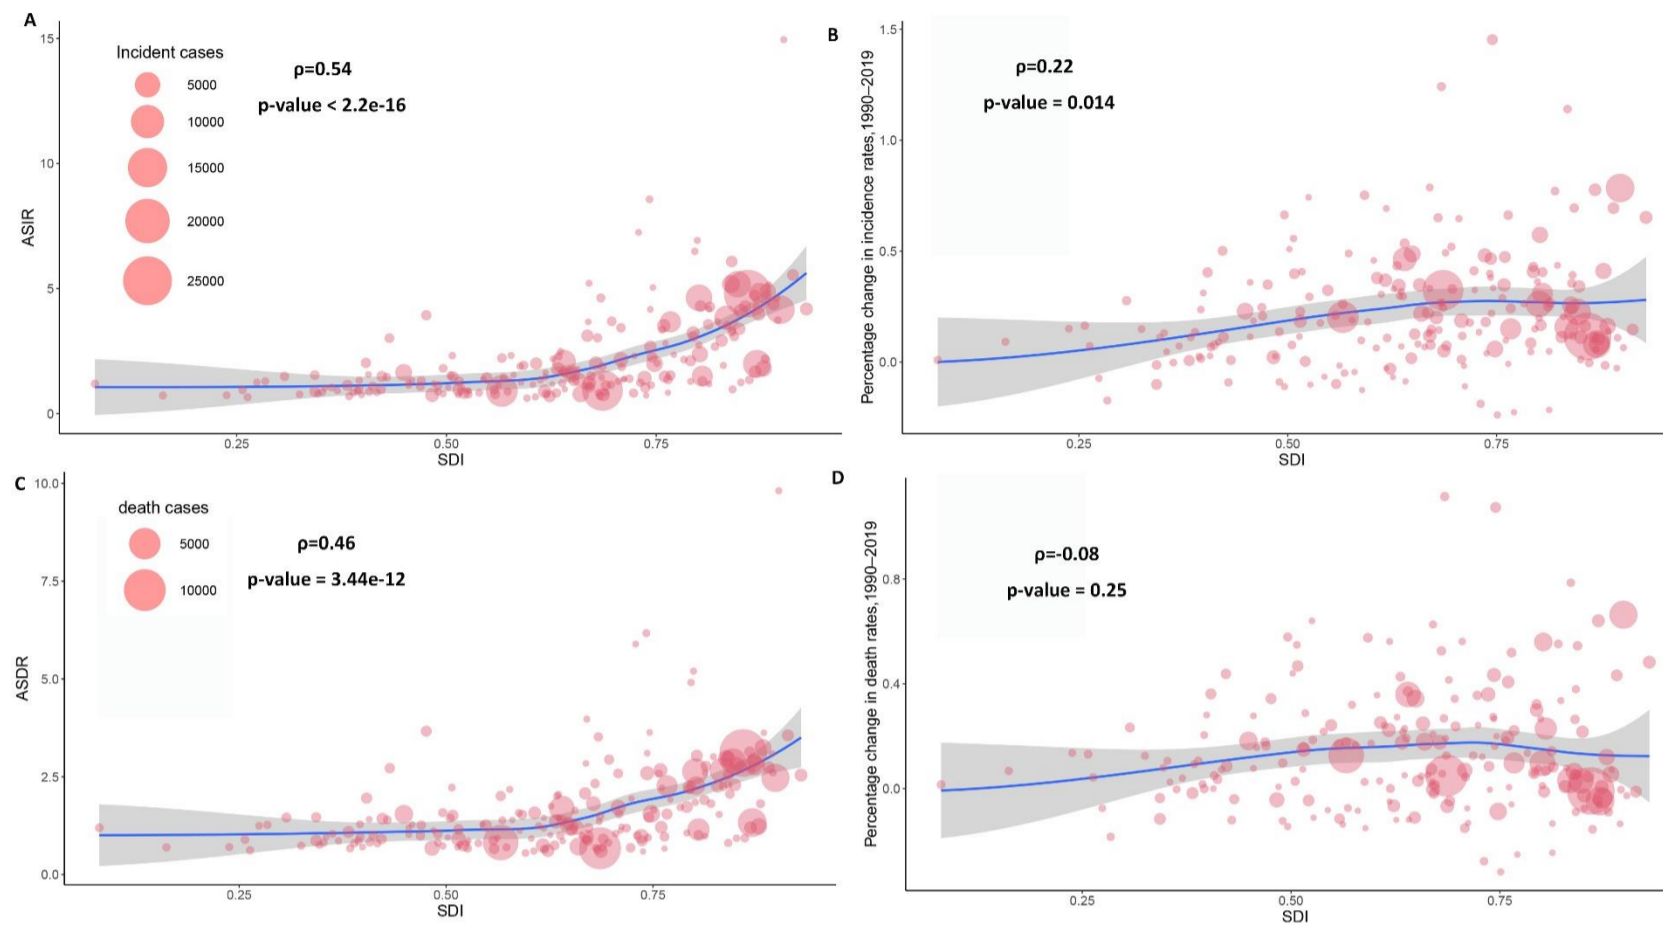 A
15
10
5
0
ASIR
Incident cases
5000
10000
15000
20000
25000
ρ=0.54
p-value < 2.2e-16
0.25
0.50
0.75
SDI
B
1.5
1.0
0.5
0.0
Percentage change in incidence rates,1990–2019
ρ=0.22
p-value = 0.014
0.25
0.50
0.75
SDI
C
10.0
7.5
5.0
2.5
0.0
ASDR
death cases
5000
10000
ρ=0.46
p-value = 3.44e-12
0.25
0.50
0.75
SDI
D
0.8
0.4
0.0
Percentage change in death rates,1990–2019
ρ=-0.08
p-value = 0.25
0.25
0.50
0.75
SDI